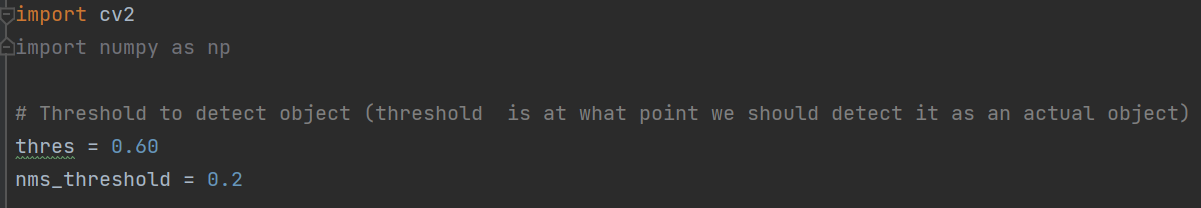 import cv2
import numpy as np
# Threshold to detect object (threshold  is at what point we should detect it as an actual object)
thres = 0.60
nms_threshold = 0.2